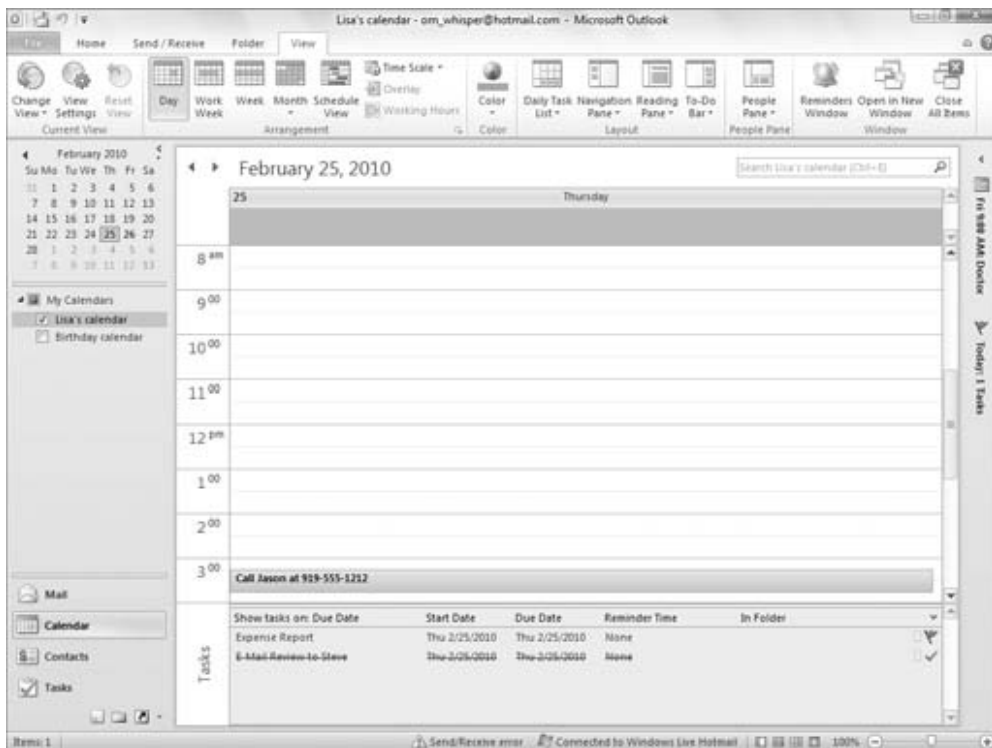 Lisa's calendar - om_whisper@hotmail.com - Microsoft Outlook
File Home Send / Receive Folder View
Change View View Settings Reset View
Day Work Week Week Month Schedule View
Time Scale
Overlay
Working Hours
Color
Daily Task List Navigation Pane Reading Pane To-Do Bar
People Pane
Reminders Window Open in New Window Close All Items
Current View Arrangement Color Layout People Pane Window
February 2010
Su Mo Tu We Th Fr Sa
31 1 2 3 4 5 6
7 8 9 10 11 12 13
14 15 16 17 18 19 20
21 22 23 24 25 26 27
28 1 2 3 4 5 6
7 8 9 10 11 12 13
My Calendars
Lisa's calendar
Birthday calendar
Mail
Calendar
Contacts
Tasks
February 25, 2010
Search Lisa's calendar (Ctrl+E)
25 Thursday
8 am
9 00
10 00
11 00
12 pm
1 00
2 00
3 00
Call Jason at 919-555-1212
Tasks
Show tasks on: Due Date Start Date Due Date Reminder Time In Folder
Expense Report Thu 2/25/2010 Thu 2/25/2010 None
E-Mail Review to Steve Thu 2/25/2010 Thu 2/25/2010 None
Fri 9:00 AM: Doctor
Today: 1 Tasks
Items: 1
Send/Receive error Connected to Windows Live Hotmail 100%